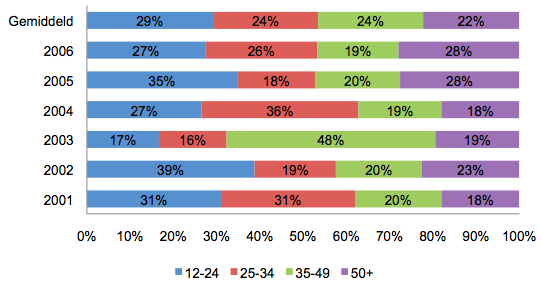 Gemiddeld 29% 24% 24% 22%
2006 27% 26% 19% 28%
2005 35% 18% 20% 28%
2004 27% 36% 19% 18%
2003 17% 16% 48% 19%
2002 39% 19% 20% 23%
2001 31% 31% 20% 18%
0% 10% 20% 30% 40% 50% 60% 70% 80% 90% 100%
12-24 25-34 35-49 50+